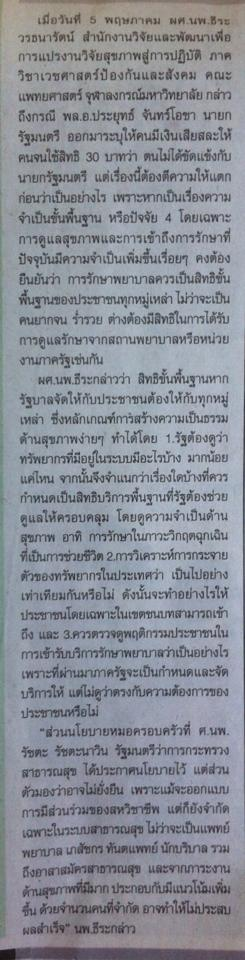 เมื่อวันที่ 5 พฤษภาคม ผศ.นพ.ธีระ
วรธนารัตน์ สำนักงานวิจัยและพัฒนาเพื่อ
การแปรงานวิจัยสุขภาพสู่การปฏิบัติ ภาค
วิชาเวชศาสตร์ป้องกันและสังคม คณะ
แพทยศาสตร์ จุฬาลงกรณ์มหาวิทยาลัย กล่าว
ถึงกรณี พล.อ.ประยุทธ์ จันทร์โอชา นายก
รัฐมนตรี ออกมาระบุให้คนมีเงินเสียสละให้
คนจนใช้สิทธิ 30 บาทว่า ตนไม่ได้ขัดแข้งกับ
นายกรัฐมนตรี แต่เรื่องนี้ต้องตีความให้แตก
ก่อนว่าเป็นอย่างไร เพราะหากเป็นเรื่องความ
จำเป็นขั้นพื้นฐาน หรือปัจจัย 4 โดยเฉพาะ
การดูแลสุขภาพและการเข้าถึงการรักษาที่
ปัจจุบันมีความจำเป็นเพิ่มขึ้นเรื่อยๆ คงต้อง
ยืนยันว่า การรักษาพยาบาลควรเป็นสิทธิขั้น
พื้นฐานของประชาชนทุกหมู่เหล่า ไม่ว่าจะเป็น
คนยากจน ร่ำรวย ต่างต้องมีสิทธิในการได้รับ
การดูแลรักษาจากสถานพยาบาลหรือหน่วย
งานภาครัฐเช่นกัน
ผศ.นพ.ธีระกล่าวว่า สิทธิขั้นพื้นฐานหาก
รัฐบาลจัดให้กับประชาชนต้องให้กับทุกหมู่
เหล่า ซึ่งหลักเกณฑ์การสร้างความเป็นธรรม
ด้านสุขภาพง่ายๆ ทำได้โดย 1.รัฐต้องดูว่า
ทรัพยากรที่มีอยู่ในระบบมีอะไรบ้าง มากน้อย
แค่ไหน จากนั้นจึงจำแนกว่าเรื่องใดบ้างที่ควร
กำหนดเป็นสิทธิบริการพื้นฐานที่รัฐต้องช่วย
ดูแลให้ครอบคลุม โดยดูความจำเป็นด้าน
สุขภาพ อาทิ การรักษาในภาวะวิกฤตฉุกเฉิน
ที่เป็นการช่วยชีวิต 2.การวิเคราะห์การกระจาย
ตัวของทรัพยากรในประเทศว่า เป็นไปอย่าง
เท่าเทียมกันหรือไม่ ดังนั้นจะทำอย่างไรให้
ประชาชนโดยเฉพาะในเขตชนบทสามารถเข้า
ถึง และ 3.ควรตรวจดูพฤติกรรมประชาชนใน
การเข้ารับบริการรักษาพยาบาลว่าเป็นอย่างไร
เพราะที่ผ่านมาภาครัฐจะเป็นกำหนดและจัด
บริการให้ แต่ไม่ดูว่าตรงกับความต้องการของ
ประชาชนหรือไม่
“ส่วนนโยบายหมอครอบครัวที่ ศ.นพ.
รัชตะ รัชตะนาวิน รัฐมนตรีว่าการกระทรวง
สาธารณสุข ได้ประกาศนโยบายไว้ แต่ส่วน
ตัวมองว่าอาจไม่ยั่งยืน เพราะแม้จะออกแบบ
การมีส่วนร่วมของสหวิชาชีพ แต่ก็ยังจำกัด
เฉพาะในระบบสาธารณสุข ไม่ว่าจะเป็นแพทย์
พยาบาล เภสัชกร ทันตแพทย์ นักบริบาล รวม
ถึงอาสาสมัครสาธารณสุข และจากภาระงาน
ด้านสุขภาพที่มีมาก ประกอบกับมีแนวโน้มเพิ่ม
ขึ้น ด้วยจำนวนคนที่จำกัด อาจทำให้ไม่ประสบ
ผลสำเร็จ” นพ.ธีระกล่าว